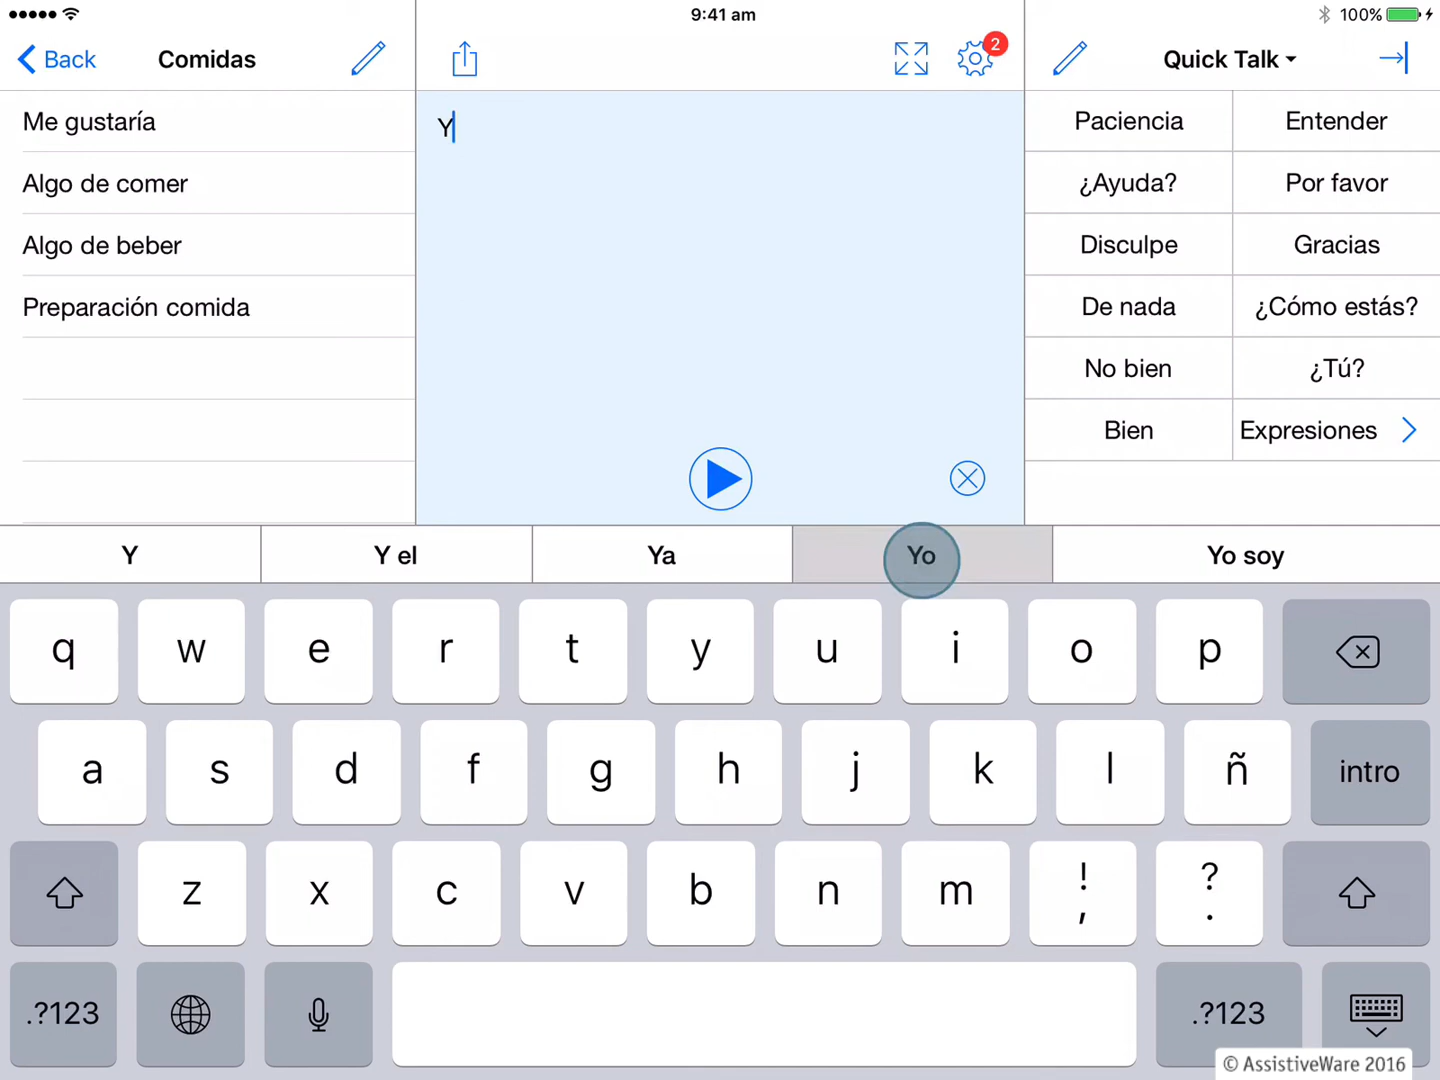 9:41 am
100%
Back
Comidas
2
Quick Talk
Me gustaría
Algo de comer
Algo de beber
Preparación comida
Y
Paciencia
Entender
¿Ayuda?
Por favor
Disculpe
Gracias
De nada
¿Cómo estás?
No bien
¿Tú?
Bien
Expresiones
Y
Y el
Ya
Yo
Yo soy
q w e r t y u i o p
a s d f g h j k l ñ intro
z x c v b n m ! , ? .
.?123
.?123
© AssistiveWare 2016